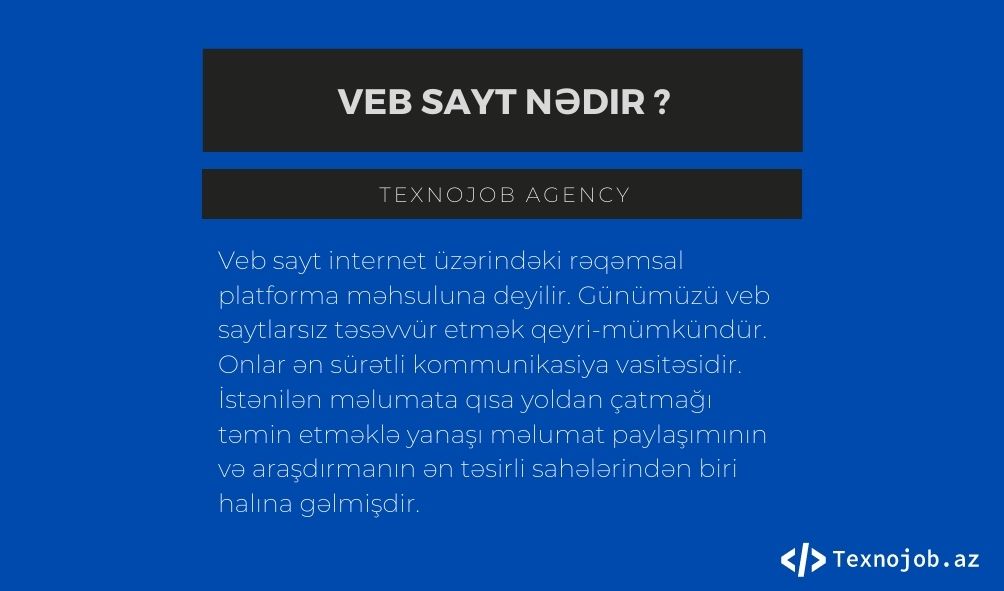 VEB SAYT NƏDIR ?
TEXNOJOB AGENCY
Veb sayt internet üzərindəki rəqəmsal
platforma məhsuluna deyilir. Günümüzü veb
saytlarsız təsəvvür etmək qeyri-mümkündür.
Onlar ən sürətli kommunikasiya vasitəsidir.
İstənilən məlumata qısa yoldan çatmağı
təmin etməklə yanaşı məlumat paylaşımının
və araşdırmanın ən təsirli sahələrindən biri
halına gəlmişdir.
</> Texnojob.az